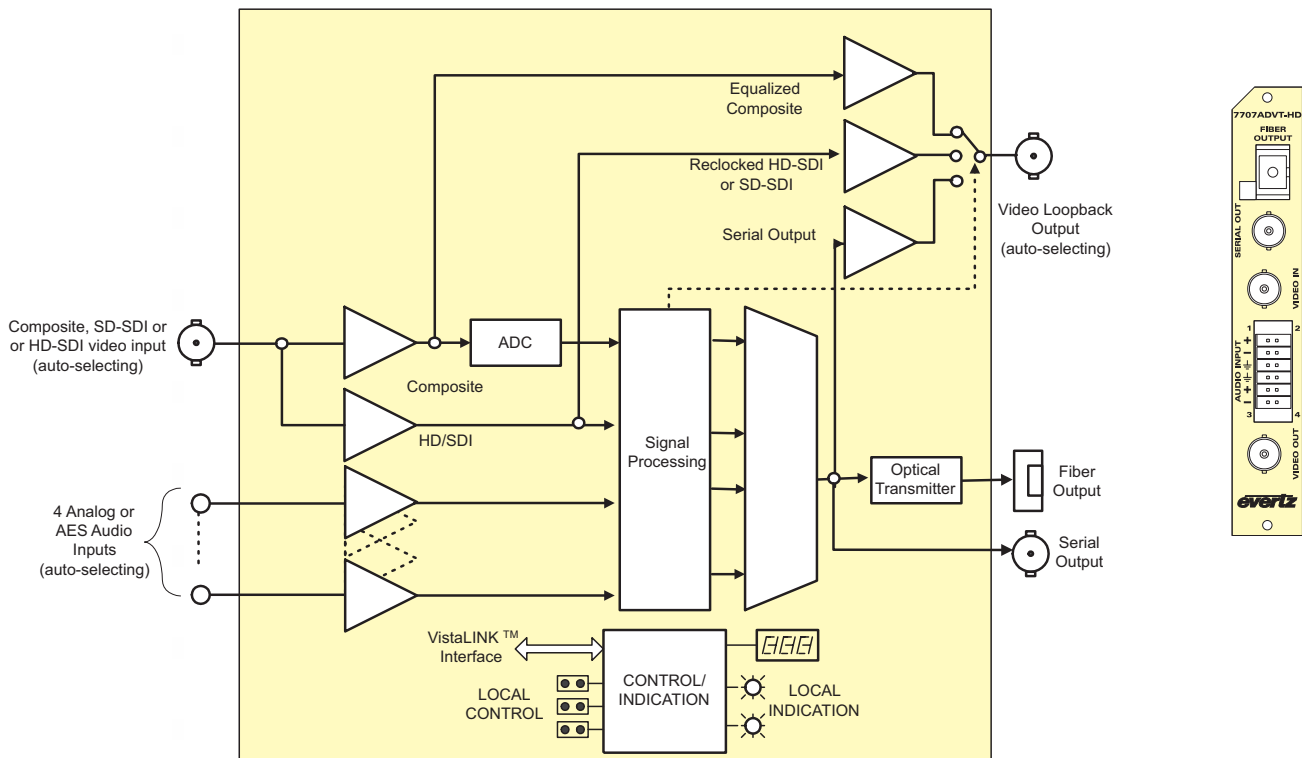 Equalized
Composite
Reclocked HD-SDI
or SD-SDI
Serial Output
Video Loopback
Output
(auto-selecting)
Composite, SD-SDI or
or HD-SDI video input
(auto-selecting)
ADC
Composite
HD/SDI
Signal
Processing
4 Analog or
AES Audio
Inputs
(auto-selecting)
Optical
Transmitter
Fiber
Output
Serial
Output
VistaLINK TM
Interface
LOCAL
CONTROL
CONTROL/
INDICATION
LOCAL
INDICATION
7707ADVT-HD
FIBER
OUTPUT
SERIAL OUT
VIDEO IN
1 2
AUDIO INPUT
+
-
+
-
3 4
VIDEO OUT
evertz